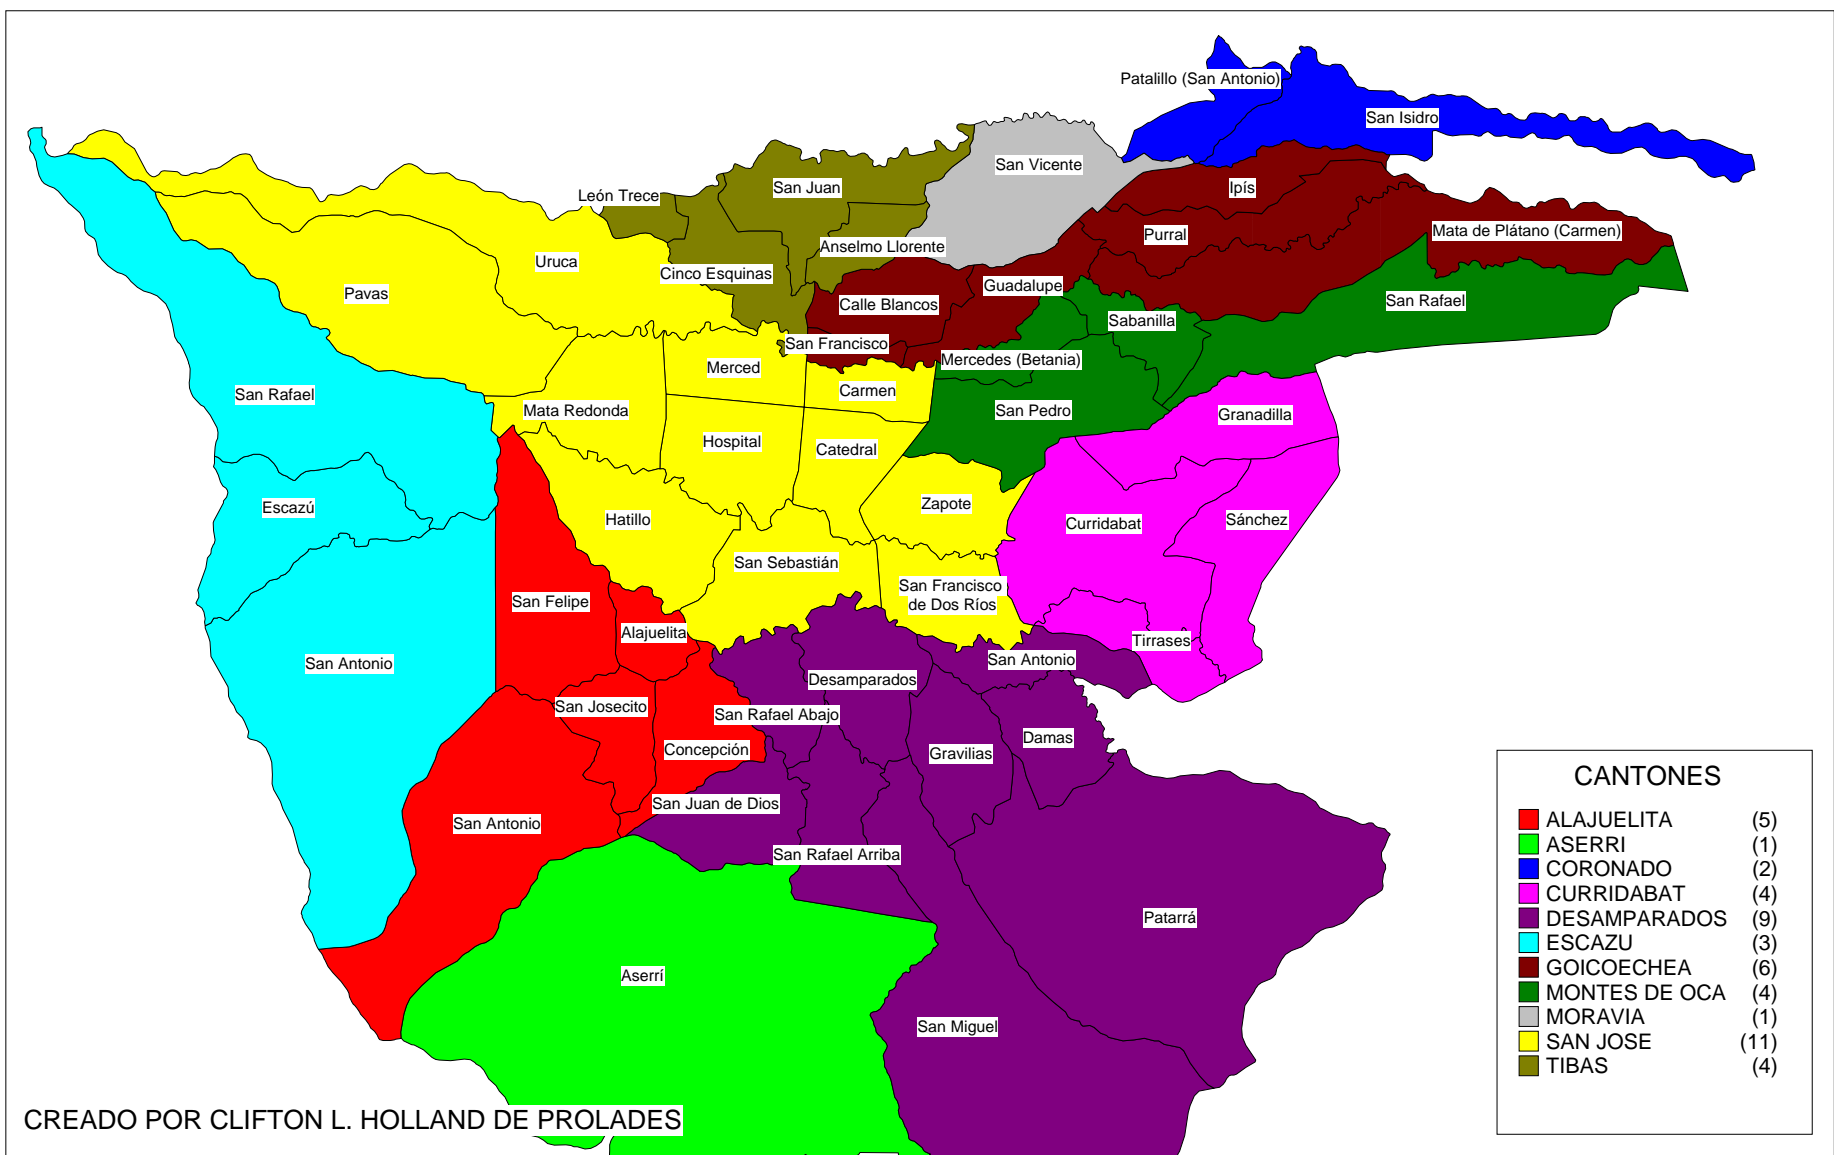 Patalillo (San Antonio)
San Isidro
San Vicente
León Trece
San Juan
Ipís
Purral
Mata de Plátano (Carmen)
Anselmo Llorente
Uruca
Cinco Esquinas
Pavas
Guadalupe
Calle Blancos
San Rafael
Sabanilla
San Francisco
Mercedes (Betania)
Merced
Carmen
San Rafael
Mata Redonda
San Pedro
Granadilla
Hospital
Catedral
Escazú
Hatillo
Zapote
Curridabat
Sánchez
San Sebastián
San Francisco
de Dos Ríos
San Felipe
Alajuelita
Tirrases
San Antonio
San Antonio
Desamparados
San Josecito
San Rafael Abajo
Concepción
Gravilias
Damas
San Juan de Dios
San Antonio
San Rafael Arriba
Patarrá
Aserrí
San Miguel
CANTONES
ALAJUELITA (5)
ASERRI (1)
CORONADO (2)
CURRIDABAT (4)
DESAMPARADOS (9)
ESCAZU (3)
GOICOECHEA (6)
MONTES DE OCA (4)
MORAVIA (1)
SAN JOSE (11)
TIBAS (4)
CREADO POR CLIFTON L. HOLLAND DE PROLADES